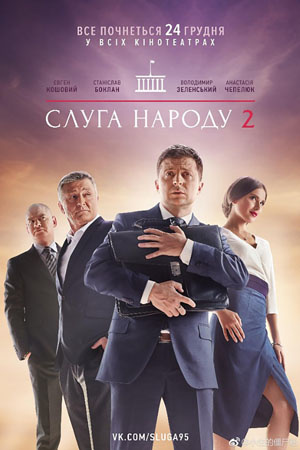 ВСЕ ПОЧНЕТЬСЯ 24 ГРУДНЯ
У ВСІХ КІНОТЕАТРАХ
ЄВГЕН КОШОВИЙ
СТАНІСЛАВ БОКЛАН
ВОЛОДИМИР ЗЕЛЕНСЬКИЙ
АНАСТАСІЯ ЧЕПЕЛЮК
СЛУГА НАРОДУ 2
VK.COM/SLUGA95